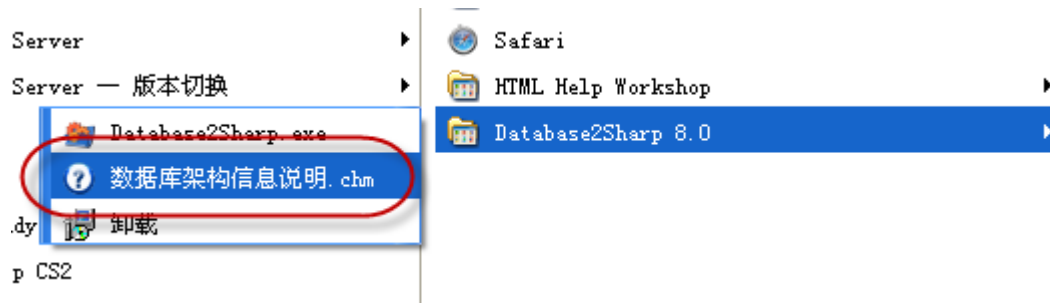 Server
Server — 版本切换
Database2Sharp.exe
数据库架构信息说明.chm
.dy
卸载
p CS2
Safari
HTML Help Workshop
Database2Sharp 8.0